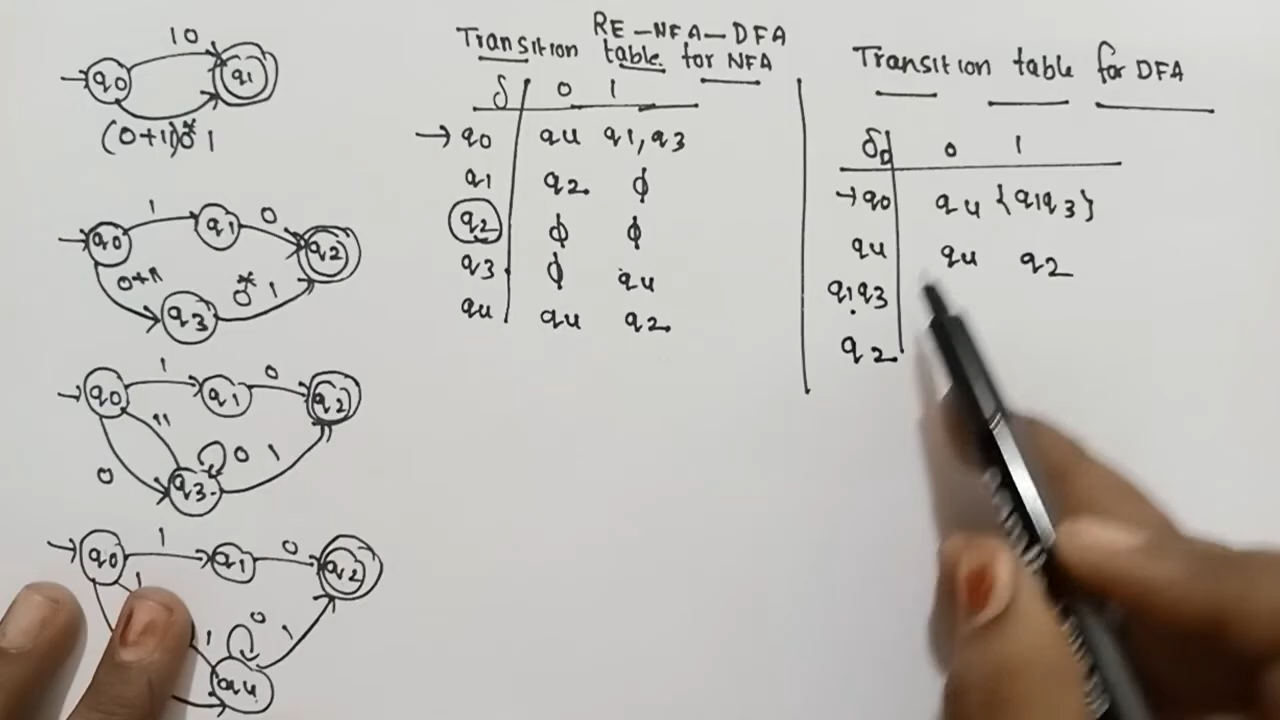 10
q0 q1
(0+11)0* 1
1 0
q0 q1 q2
0+11 0* 1
q3
1 0
q0 q1 q2
11 0 1
0
q3
1 0
q0 q1 q2
1 0
1 1
q4
RE - NFA - DFA
Transition table for NFA
δ 0 1
→ q0 q4 q1, q3
q1 q2 ϕ
q2 ϕ ϕ
q3 ϕ q4
q4 q4 q2
Transition table for DFA
δD 0 1
→ q0 q4 {q1q3}
q4 q4 q2
q1q3
q2